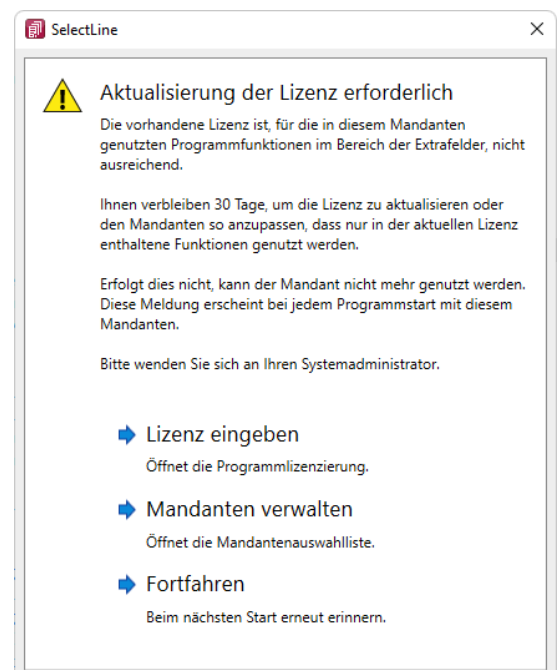 SelectLine
Aktualisierung der Lizenz erforderlich
Die vorhandene Lizenz ist, für die in diesem Mandanten
genutzten Programmfunktionen im Bereich der Extrafelder, nicht
ausreichend.
Ihnen verbleiben 30 Tage, um die Lizenz zu aktualisieren oder
den Mandanten so anzupassen, dass nur in der aktuellen Lizenz
enthaltene Funktionen genutzt werden.
Erfolgt dies nicht, kann der Mandant nicht mehr genutzt werden.
Diese Meldung erscheint bei jedem Programmstart mit diesem
Mandanten.
Bitte wenden Sie sich an Ihren Systemadministrator.
Lizenz eingeben
Öffnet die Programmlizenzierung.
Mandanten verwalten
Öffnet die Mandantenauswahlliste.
Fortfahren
Beim nächsten Start erneut erinnern.